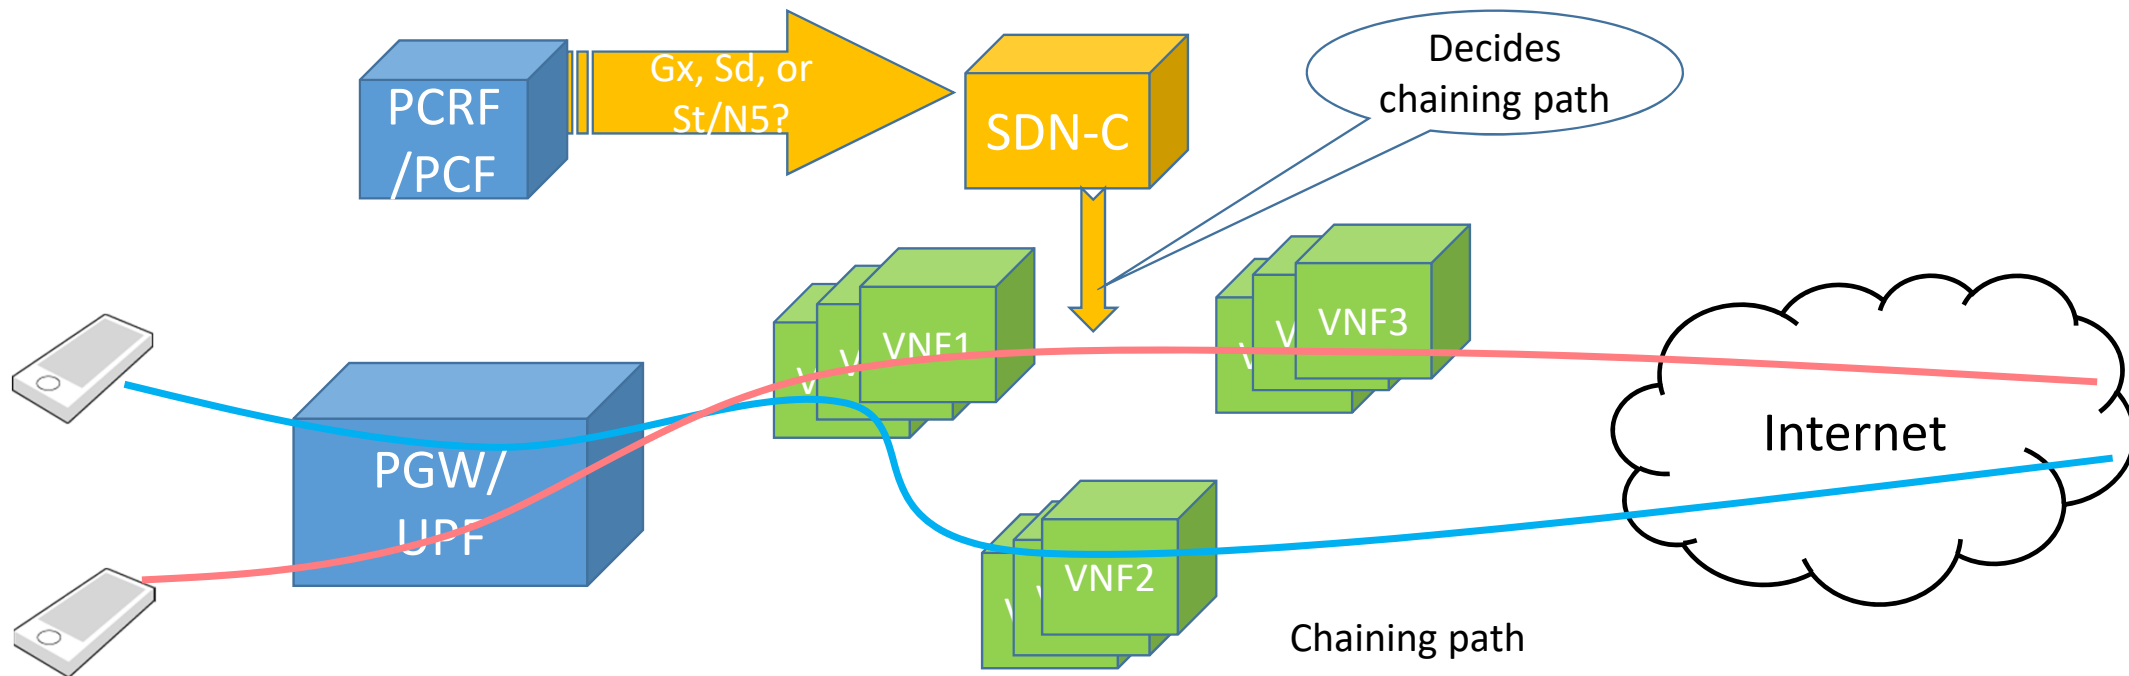 PCRF
/PCF
Gx, Sd, or
St/N5?
SDN-C
Decides
chaining path
VNF1
VNF3
PGW/
UPF
Internet
VNF2
Chaining path